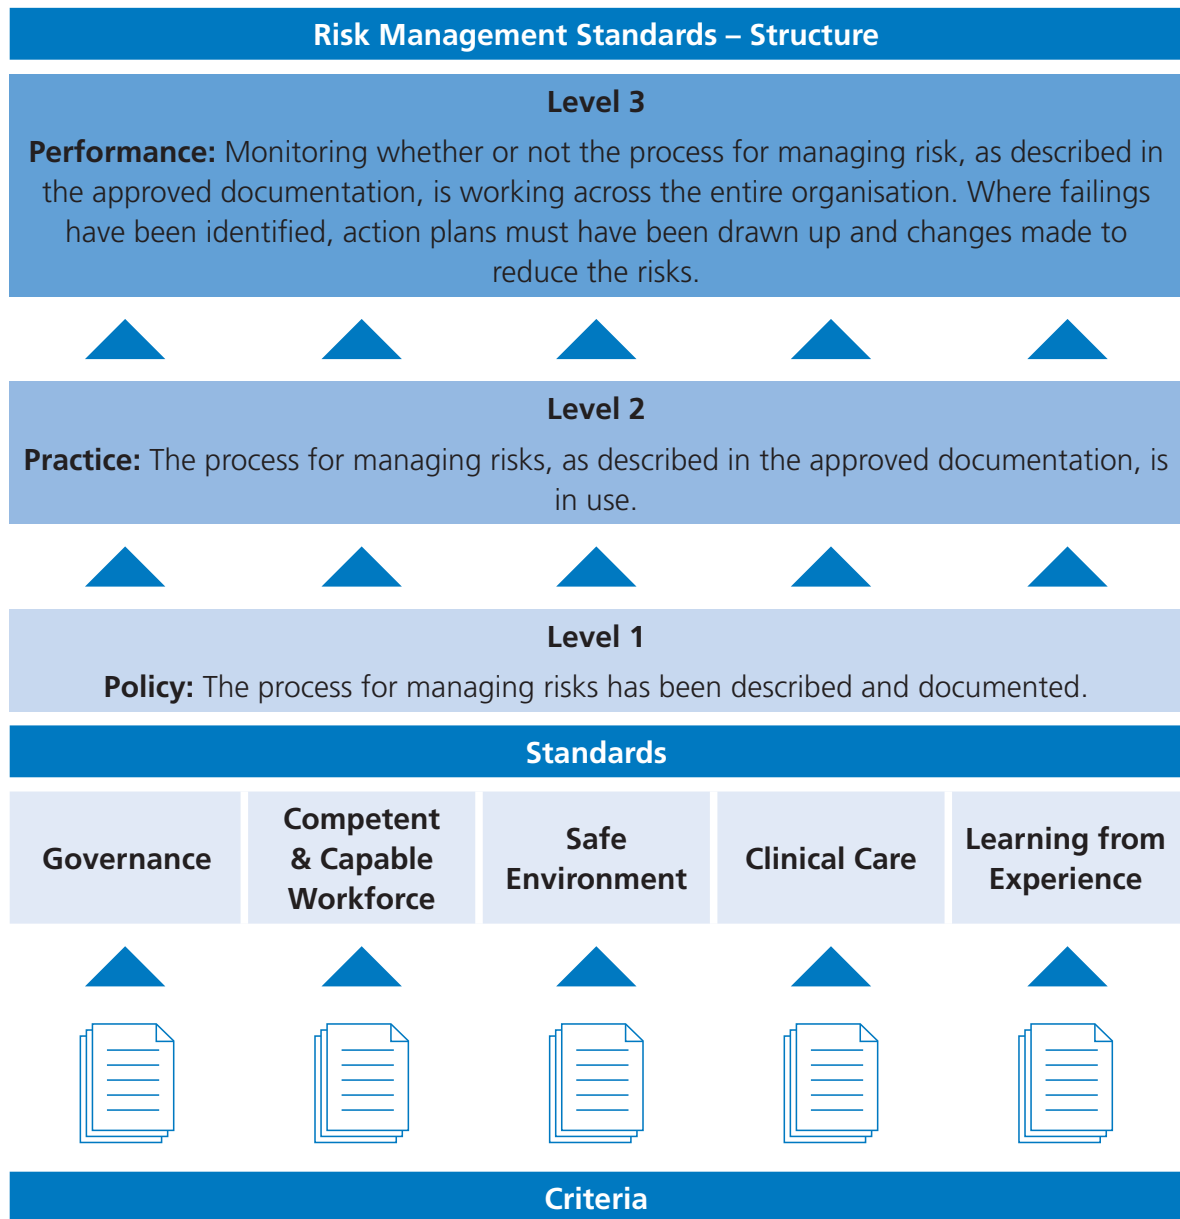 Risk Management Standards – Structure
Level 3
Performance: Monitoring whether or not the process for managing risk, as described in
the approved documentation, is working across the entire organisation. Where failings
have been identified, action plans must have been drawn up and changes made to
reduce the risks.
Level 2
Practice: The process for managing risks, as described in the approved documentation, is
in use.
Level 1
Policy: The process for managing risks has been described and documented.
Standards
Governance
Competent
& Capable
Workforce
Safe
Environment
Clinical Care
Learning from
Experience
Criteria